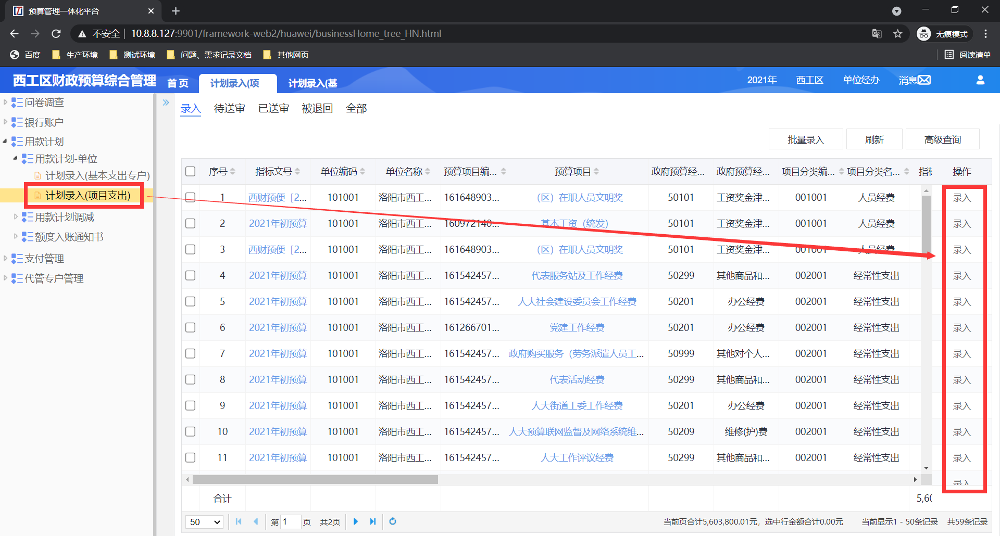 预算管理一体化平台
不安全 | 10.8.8.127:9901/framework-web2/huawei/businessHome_tree_HN.html
无痕模式
百度 生产环境 测试环境 问题、需求记录文档 其他网页 阅读清单
西工区财政预算综合管理 首页 计划录入(项 计划录入(基 2021年 西工区 单位经办 消息
问卷调查
银行账户
用款计划
用款计划-单位
计划录入(基本支出专户)
计划录入(项目支出)
用款计划调减
额度入账通知书
支付管理
代管专户管理
录入 待送审 已送审 被退回 全部
批量录入 刷新 高级查询
序号 指标文号 单位编码 单位名称 预算项目编... 预算项目 政府预算经... 政府预算经... 项目分类编... 项目分类名... 指标 操作
1 西财预便［2... 101001 洛阳市西工... 161648903... （区）在职人员文明奖 50101 工资奖金津... 001001 人员经费 录入
2 2021年初预算 101001 洛阳市西工... 160972140... 基本工资（统发） 50101 工资奖金津... 001001 人员经费 录入
3 西财预便［2... 101001 洛阳市西工... 161648903... （区）在职人员文明奖 50101 工资奖金津... 001001 人员经费 录入
4 2021年初预算 101001 洛阳市西工... 161542457... 代表服务站及工作经费 50299 其他商品和... 002001 经常性支出 录入
5 2021年初预算 101001 洛阳市西工... 161542457... 人大社会建设委员会工作经费 50201 办公经费 002001 经常性支出 录入
6 2021年初预算 101001 洛阳市西工... 161266701... 党建工作经费 50201 办公经费 002001 经常性支出 录入
7 2021年初预算 101001 洛阳市西工... 161542457... 政府购买服务（劳务派遣人员工... 50999 其他对个人... 002001 经常性支出 录入
8 2021年初预算 101001 洛阳市西工... 161542457... 代表活动经费 50299 其他商品和... 002001 经常性支出 录入
9 2021年初预算 101001 洛阳市西工... 161542457... 人大街道工委工作经费 50201 办公经费 002001 经常性支出 录入
10 2021年初预算 101001 洛阳市西工... 161542457... 人大预算联网监督及网络系统维... 50209 维修(护)费 002001 经常性支出 录入
11 2021年初预算 101001 洛阳市西工... 161542457... 人大工作评议经费 50299 其他商品和... 002001 经常性支出 录入
录入
合计 5,60
50 第 1 页 共2页 当前页合计5,603,800.01元，选中行金额合计0.00元 当前显示1 - 50条记录 共59条记录